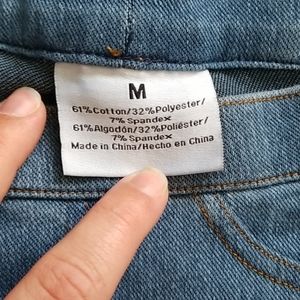 M
61%Cotton/32%Polyester/
7% Spandex
61%Algodón/32%Poliéster/
7% Spandex
Made in China/Hecho en China